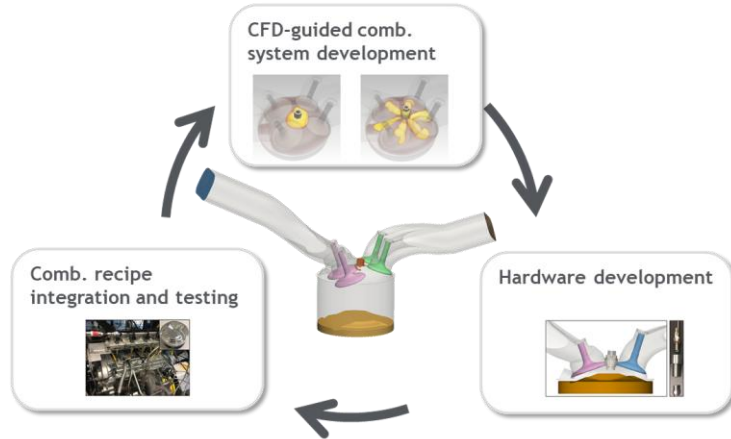 CFD-guided comb.
system development
Comb. recipe
integration and testing
Hardware development